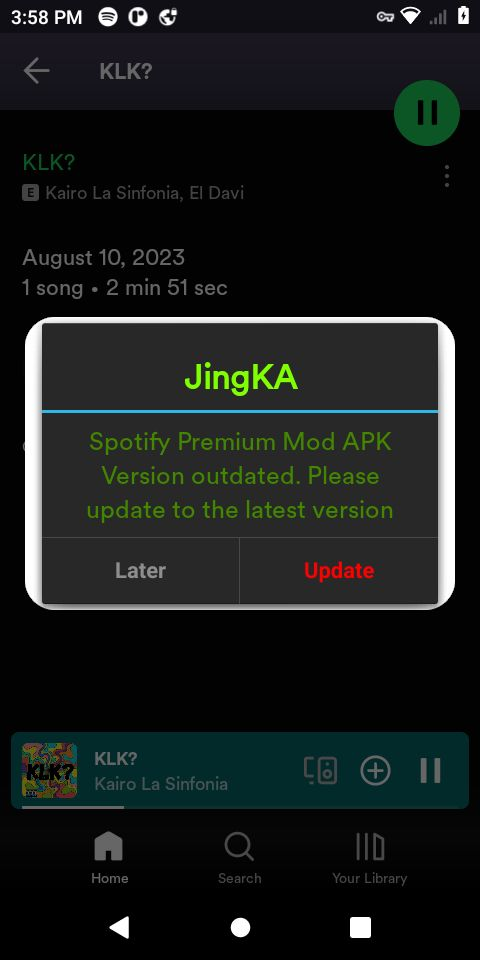 3:58 PM
KLK?
KLK?
E Kairo La Sinfonia, El Davi
August 10, 2023
1 song • 2 min 51 sec
JingKA
Spotify Premium Mod APK
Version outdated. Please
update to the latest version
Later
Update
KLK?
KLK?
Kairo La Sinfonia
Home
Search
Your Library